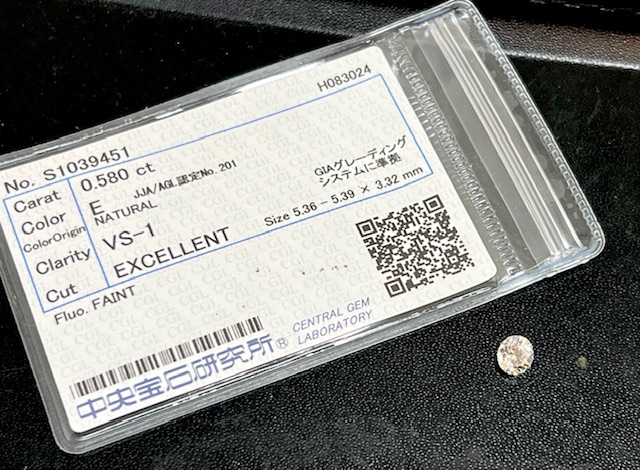 H083024
No. S1039451
Carat 0.580 ct
Color E JJA/AGL認定No.201
ColorOrigin NATURAL
GIAグレーディング
システムに準拠
Clarity VS-1
Size 5.36 - 5.39 × 3.32 mm
Cut EXCELLENT
Fluo. FAINT
中央宝石研究所®
CENTRAL GEM
LABORATORY